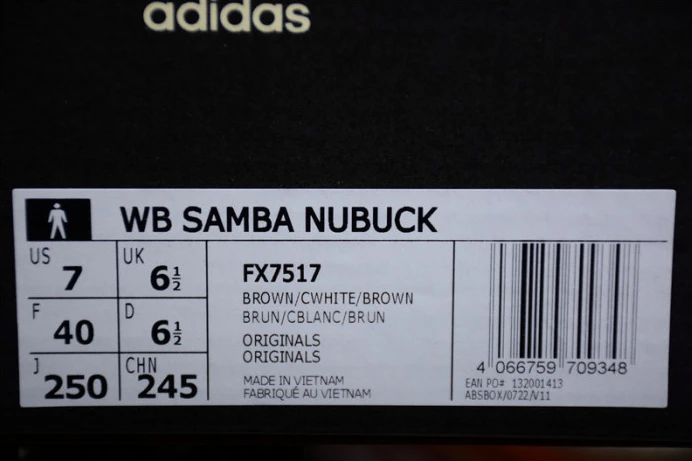 adidas
WB SAMBA NUBUCK
US 7 UK 6½
F 40 D 6½
J 250 CHN 245
FX7517
BROWN/CWHITE/BROWN
BRUN/CBLANC/BRUN
ORIGINALS
ORIGINALS
MADE IN VIETNAM
FABRIQUÉ AU VIETNAM
4 066759 709348
EAN PO# 132001413
ABSBOX/0722/V11